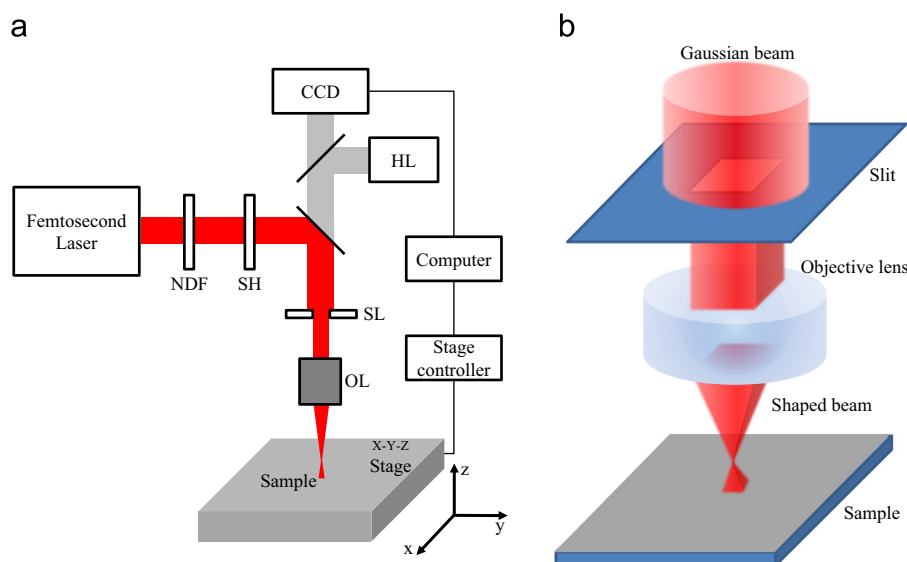 a
CCD
HL
Femtosecond
Laser
NDF
SH
Computer
SL
Stage
controller
OL
X-Y-Z
Stage
Sample
z
y
x
b
Gaussian beam
Slit
Objective lens
Shaped beam
Sample